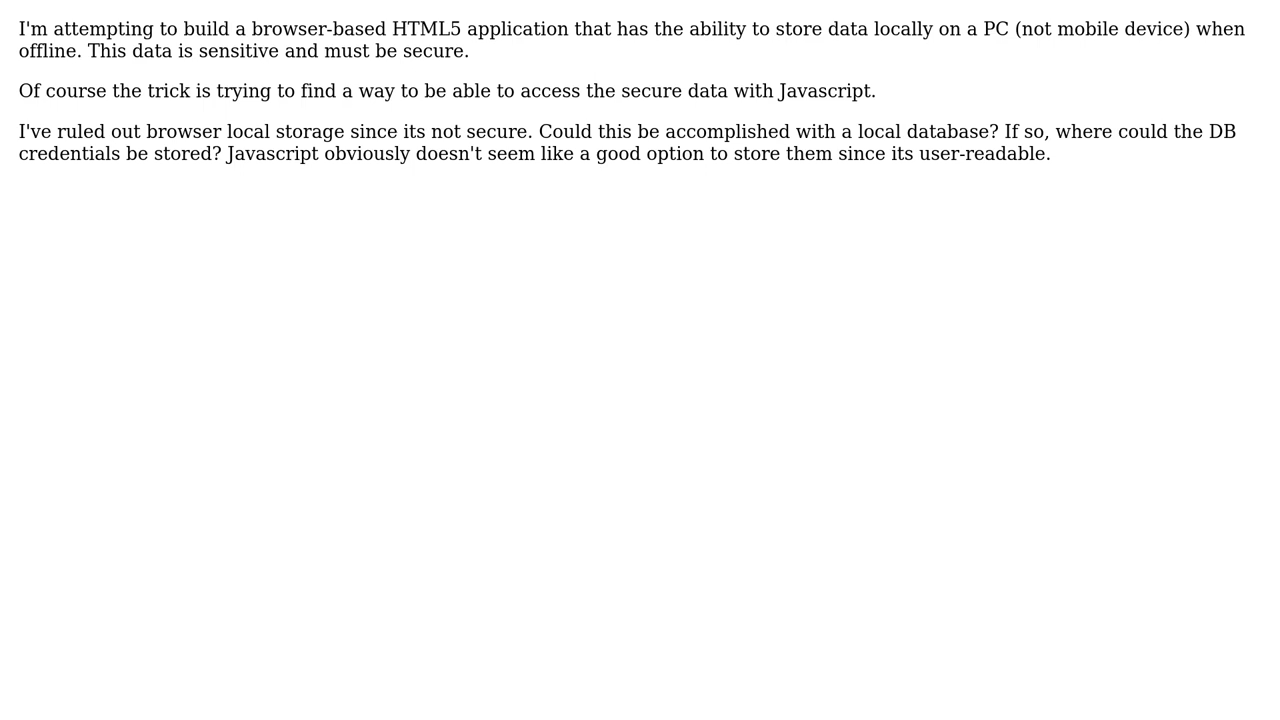 I'm attempting to build a browser-based HTML5 application that has the ability to store data locally on a PC (not mobile device) when
offline. This data is sensitive and must be secure.
Of course the trick is trying to find a way to be able to access the secure data with Javascript.
I've ruled out browser local storage since its not secure. Could this be accomplished with a local database? If so, where could the DB
credentials be stored? Javascript obviously doesn't seem like a good option to store them since its user-readable.